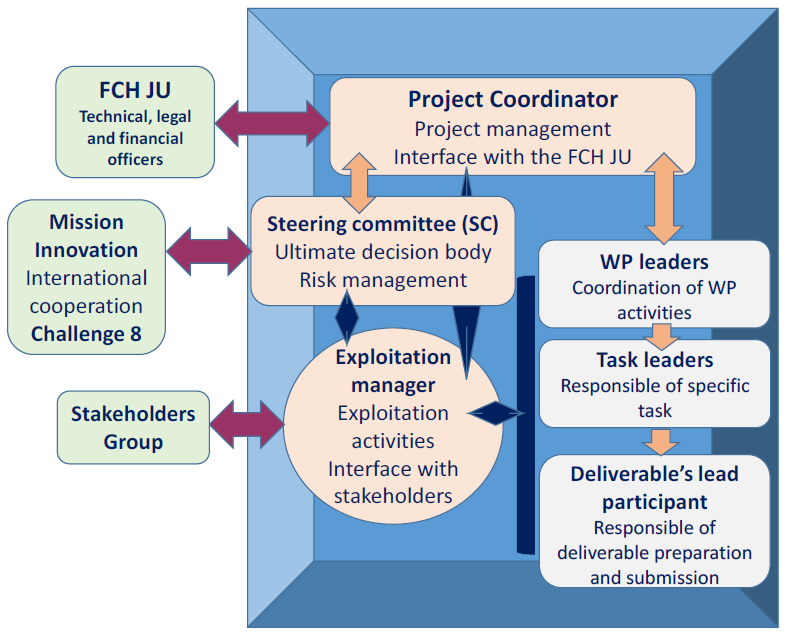 FCH JU
Technical, legal
and financial
officers
Project Coordinator
Project management
Interface with the FCH JU
Mission
Innovation
International
cooperation
Challenge 8
Steering committee (SC)
Ultimate decision body
Risk management
WP leaders
Coordination of WP
activities
Stakeholders
Group
Exploitation
manager
Exploitation
activities
Interface with
stakeholders
Task leaders
Responsible of specific
task
Deliverable's lead
participant
Responsible of
deliverable preparation
and submission